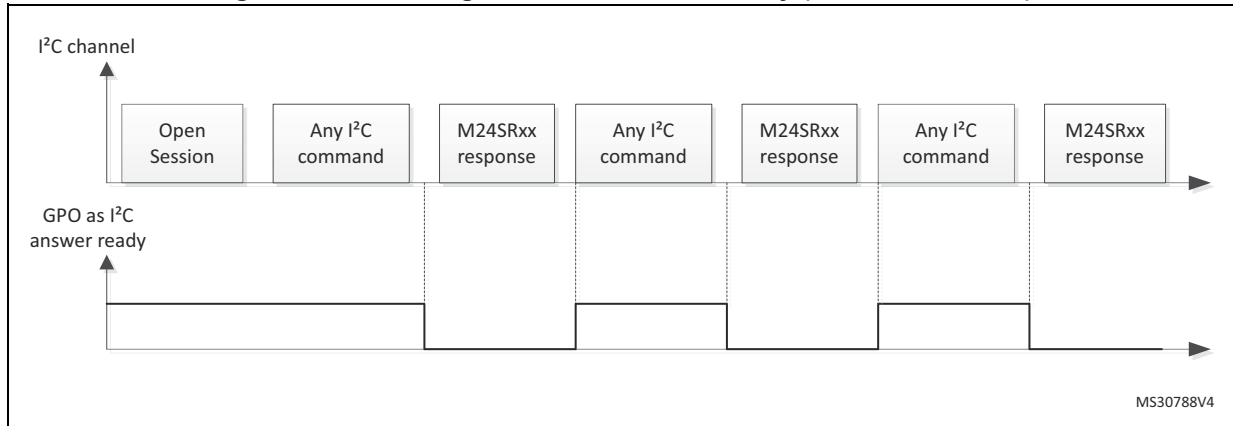 I²C channel
Open
Session
Any I²C
command
M24SRxx
response
Any I²C
command
M24SRxx
response
Any I²C
command
M24SRxx
response
GPO as I²C
answer ready
MS30788V4